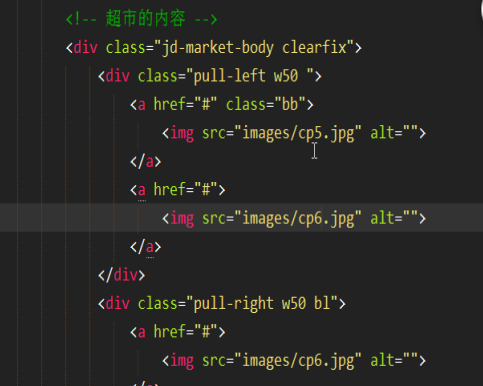 <!-- 超市的内容 -->
<div class="jd-market-body clearfix">
<div class="pull-left w50 ">
<a href="#" class="bb">
<img src="images/cp5.jpg" alt="">
</a>
<a href="#">
<img src="images/cp6.jpg" alt="">
</a>
</div>
<div class="pull-right w50 bl">
<a href="#">
<img src="images/cp6.jpg" alt="">